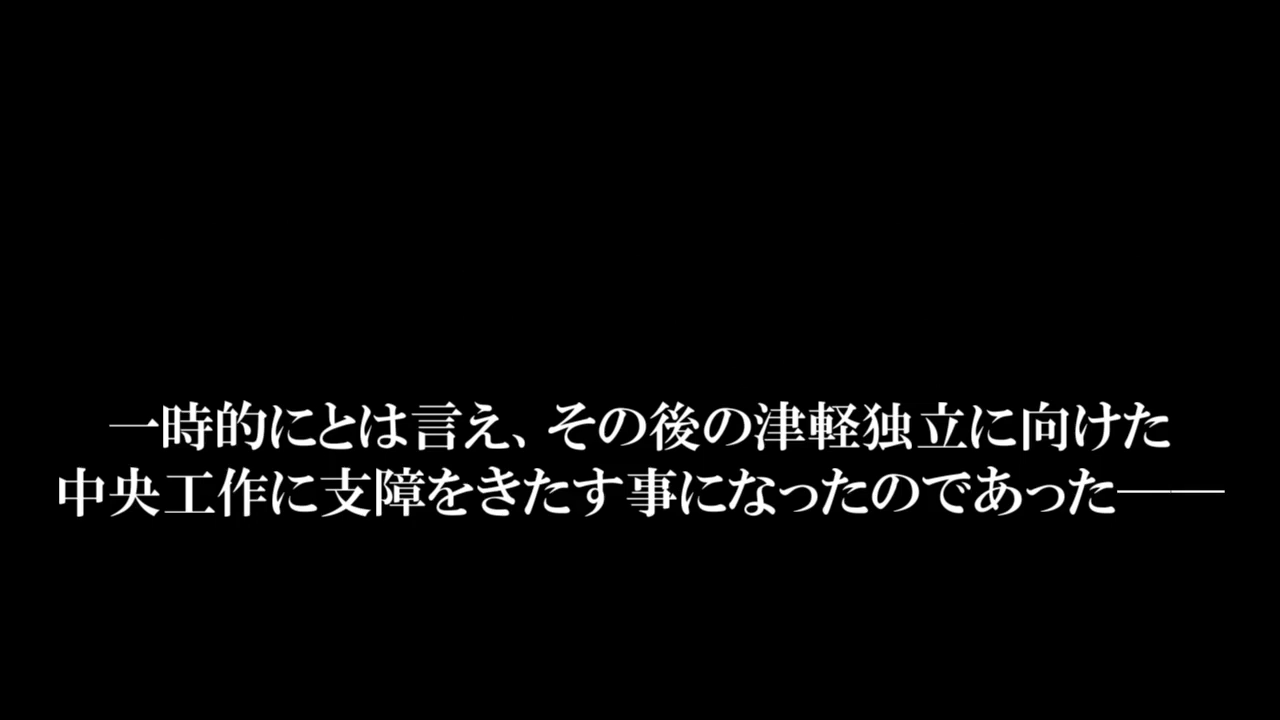 一時的にとは言え、その後の津軽独立に向けた
中央工作に支障をきたす事になったのであった――